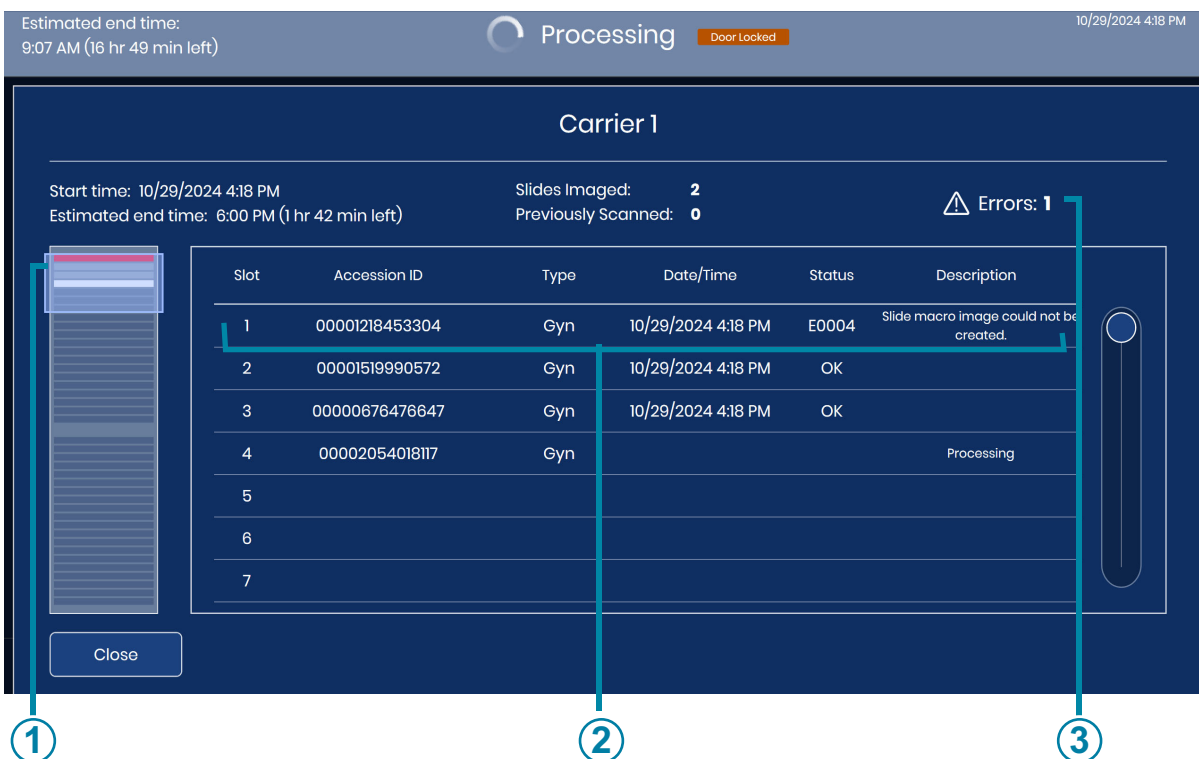 Estimated end time:
9:07 AM (16 hr 49 min left)
Processing
Door Locked
10/29/2024 4:18 PM
Carrier 1
Start time: 10/29/2024 4:18 PM
Estimated end time: 6:00 PM (1 hr 42 min left)
Slides Imaged: 2
Previously Scanned: 0
Errors: 1
Slot Accession ID Type Date/Time Status Description
1 00001218453304 Gyn 10/29/2024 4:18 PM E0004 Slide macro image could not be
created.
2 00001519990572 Gyn 10/29/2024 4:18 PM OK
3 00000676476647 Gyn 10/29/2024 4:18 PM OK
4 00002054018117 Gyn Processing
5
6
7
Close
1 2 3